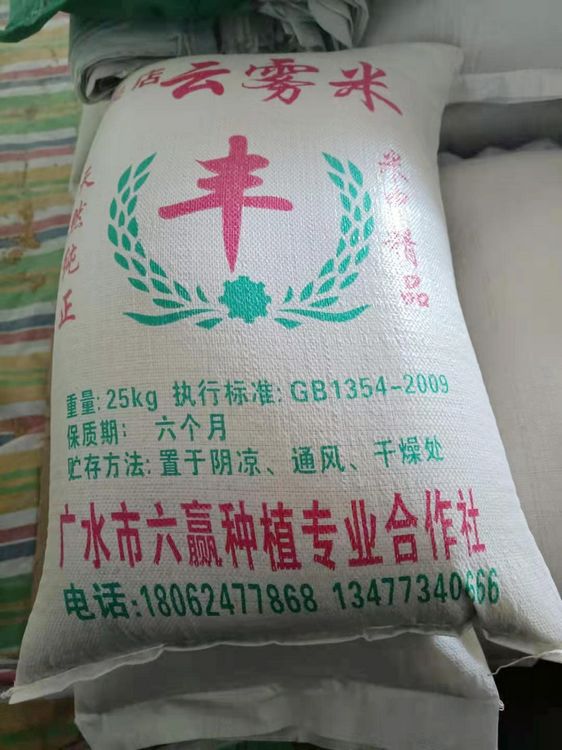 店云雾米
丰
天然纯正
精品
重量:25kg 执行标准:GB1354-2009
保质期: 六个月
贮存方法:置于阴凉、通风、干燥处
广水市六赢种植专业合作社
电话:18062477868 13477340666